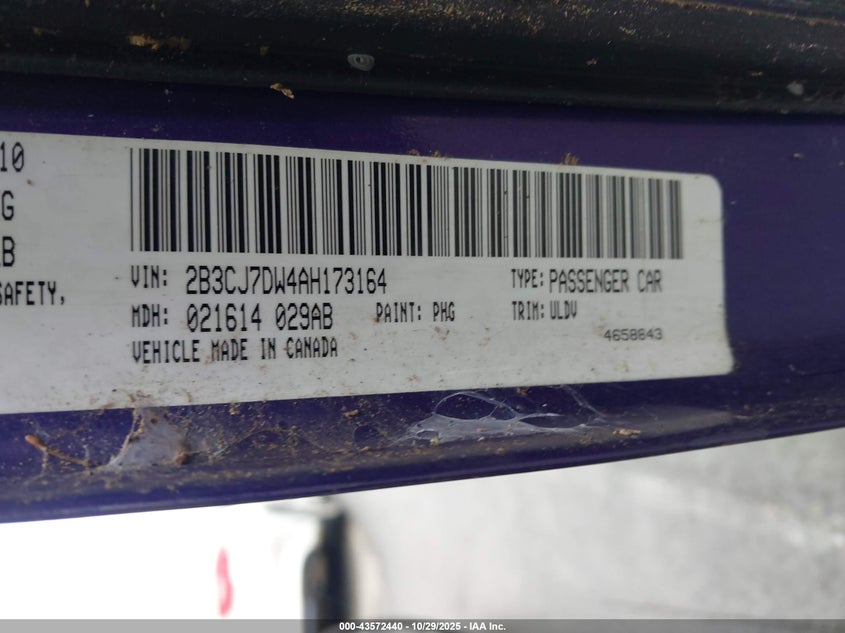 10
G
B
SAFETY,
VIN: 2B3CJ7DW4AH173164 TYPE: PASSENGER CAR
MDH: 021614 029AB PAINT: PHG TRIM: ULDV
4658843
VEHICLE MADE IN CANADA
000-43572440 - 10/29/2025 - IAA Inc.